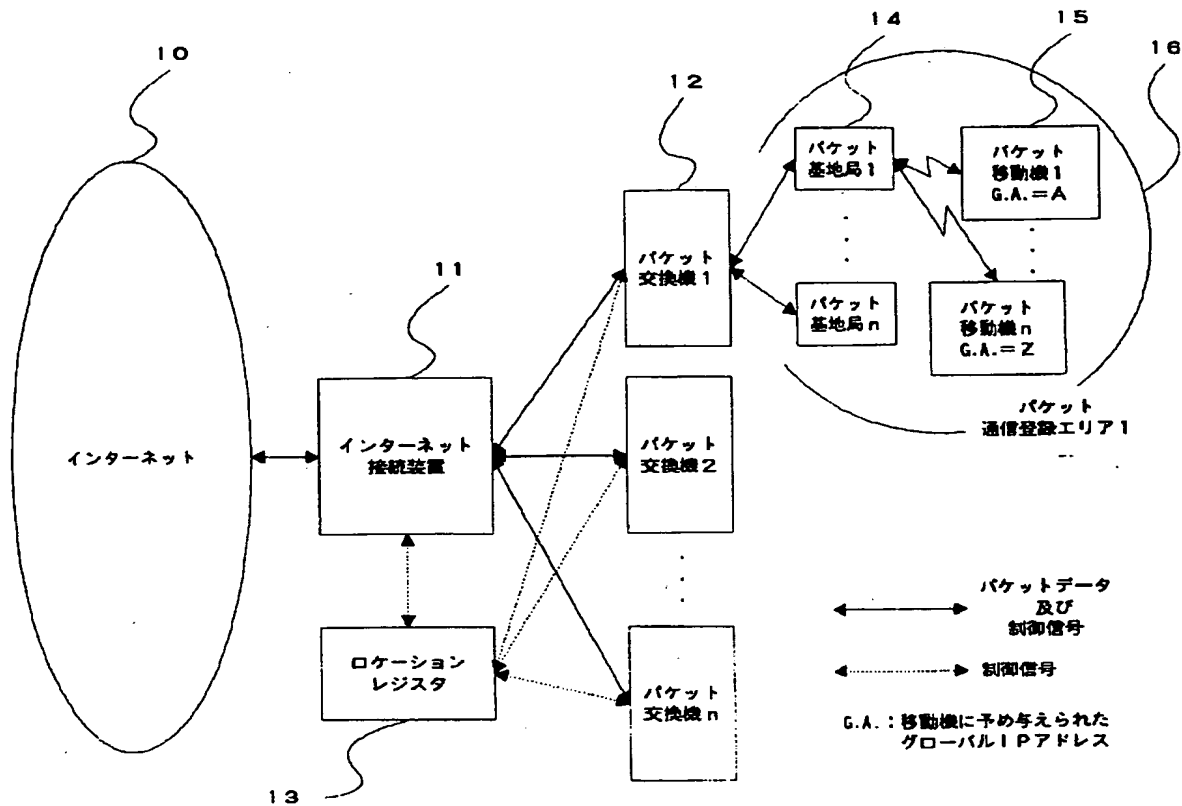 10
14
15
16
12
11
13
インターネット
インターネット
接続装置
ロケーション
レジスタ
パケット
交換機1
パケット
交換機2
パケット
交換機n
パケット
基地局1
パケット
基地局n
パケット
移動機1
G.A.=A
パケット
移動機n
G.A.=Z
パケット
通信登録エリア1
パケットデータ
及び
制御信号
制御信号
G.A.:移動機に予め与えられた
グローバルIPアドレス